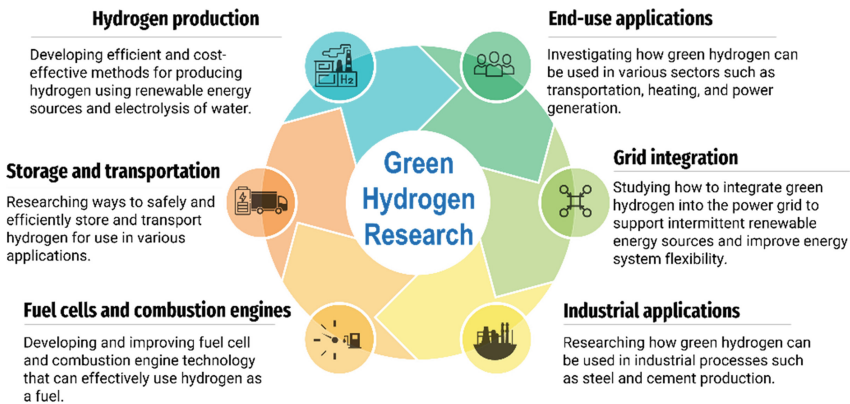 Hydrogen production
Developing efficient and cost-
effective methods for producing
hydrogen using renewable energy
sources and electrolysis of water.
H2
End-use applications
Investigating how green hydrogen can
be used in various sectors such as
transportation, heating, and power
generation.
Storage and transportation
Researching ways to safely and
efficiently store and transport
hydrogen for use in various
applications.
Green
Hydrogen
Research
Grid integration
Studying how to integrate green
hydrogen into the power grid to
support intermittent renewable
energy sources and improve energy
system flexibility.
Fuel cells and combustion engines
Developing and improving fuel cell
and combustion engine technology
that can effectively use hydrogen as
a fuel.
Industrial applications
Researching how green hydrogen can
be used in industrial processes such
as steel and cement production.